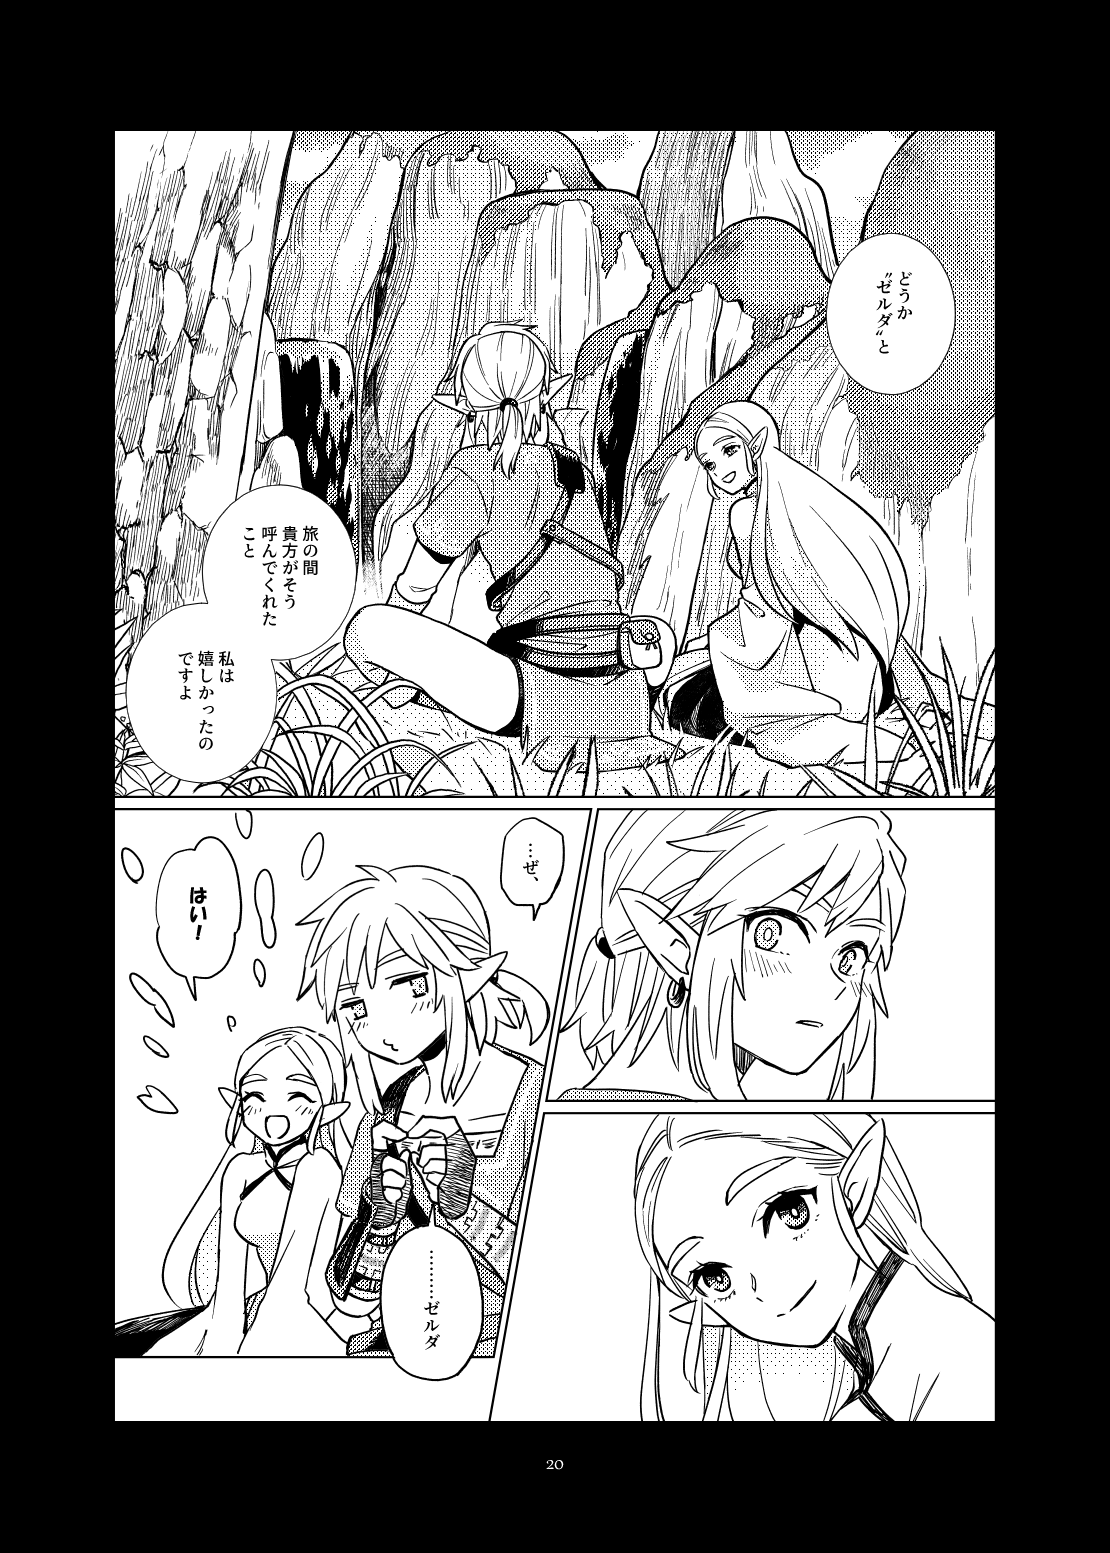 どうか
〝ゼルダ〟と
旅の間
貴方がそう
呼んでくれた
こと
私は
嬉しかったの
ですよ
…ぜ、
………ゼルダ
はい！
20